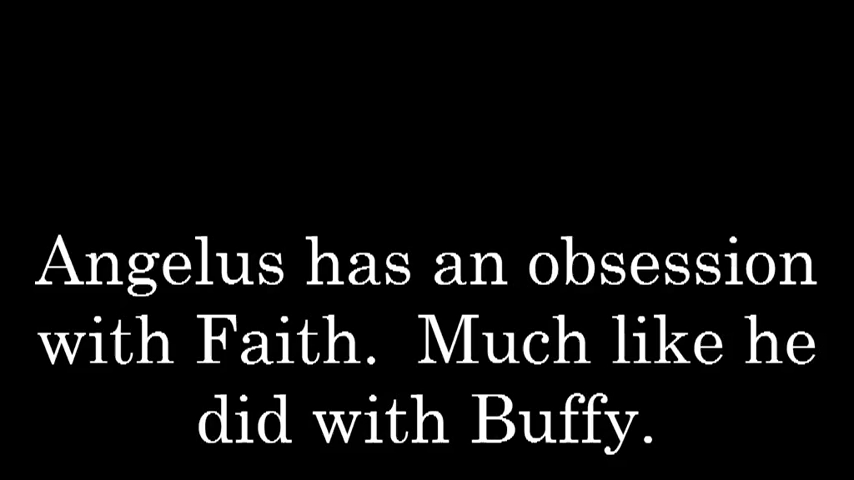 Angelus has an obsession
with Faith.  Much like he
did with Buffy.